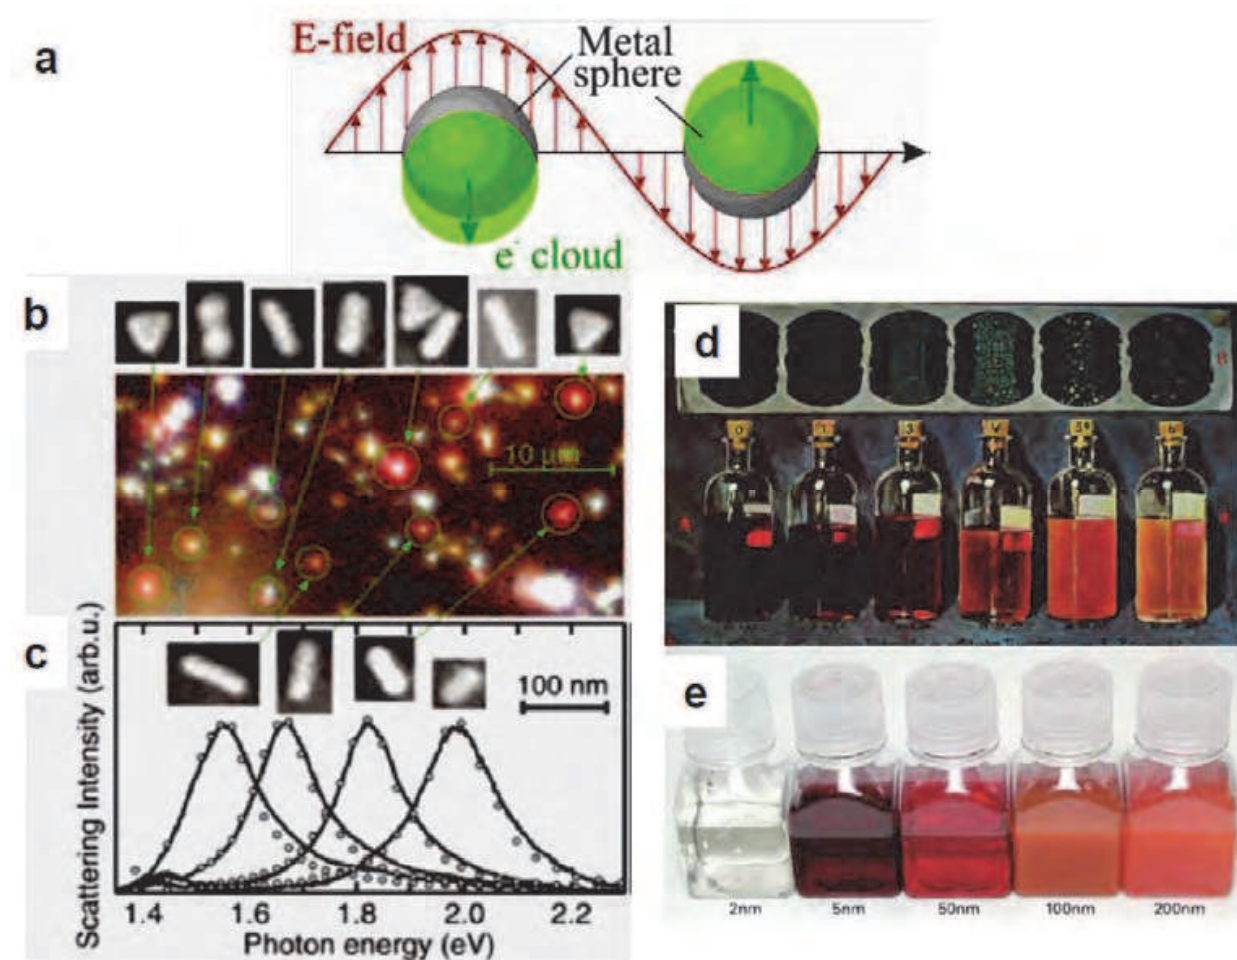 a
E-field
Metal
sphere
e⁻ cloud
b
10 µm
c
100 nm
Scattering Intensity (arb.u.)
1.4 1.6 1.8 2.0 2.2
Photon energy (eV)
d
e
2nm 5nm 50nm 100nm 200nm